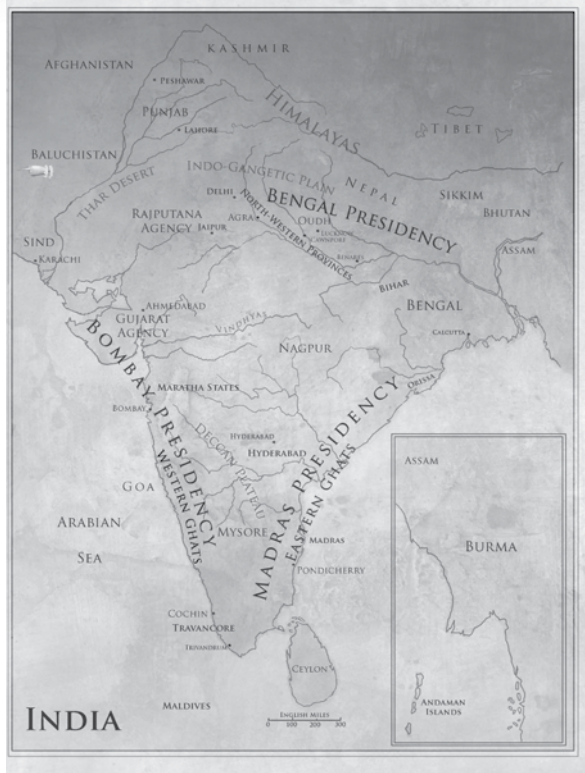 KASHMIR
AFGHANISTAN
PESHAWAR
HIMALAYAS
PUNJAB
LAHORE
TIBET
BALUCHISTAN
INDO-GANGETIC PLAIN
THAR DESERT
NEPAL
DELHI
BENGAL PRESIDENCY
SIKKIM
BHUTAN
RAJPUTANA
AGENCY
JAIPUR
AGRA
NORTH-WESTERN PROVINCES
OUDH
LUCKNOW
CAWNPORE
BENARES
SIND
KARACHI
ASSAM
BIHAR
BENGAL
AHMEDABAD
GUJARAT
AGENCY
VINDHYAS
CALCUTTA
NAGPUR
BOMBAY PRESIDENCY
MARATHA STATES
ORISSA
BOMBAY
MADRAS PRESIDENCY
HYDERABAD
HYDERABAD
DECCAN PLATEAU
WESTERN GHATS
EASTERN GHATS
GOA
ARABIAN
SEA
MYSORE
MADRAS
PONDICHERRY
COCHIN
TRAVANCORE
TRIVANDRUM
CEYLON
MALDIVES
ENGLISH MILES
0 100 200 300
INDIA
ASSAM
BURMA
ANDAMAN
ISLANDS